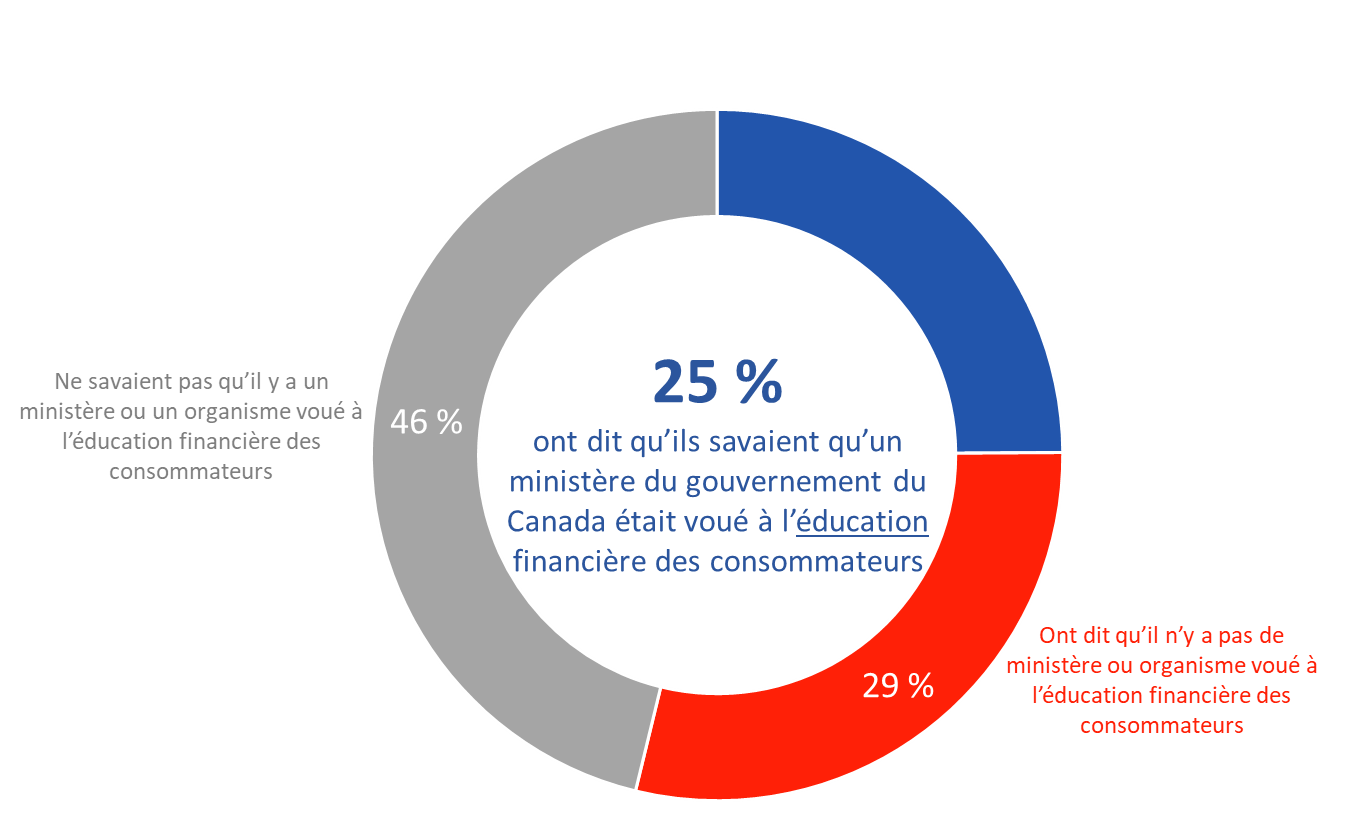 25 %
ont dit qu’ils savaient qu’un
ministère du gouvernement du
Canada était voué à l’éducation
financière des consommateurs
Ne savaient pas qu’il y a un
ministère ou un organisme voué à
l’éducation financière des
consommateurs
46 %
29 %
Ont dit qu’il n’y a pas de
ministère ou organisme voué à
l’éducation financière des
consommateurs